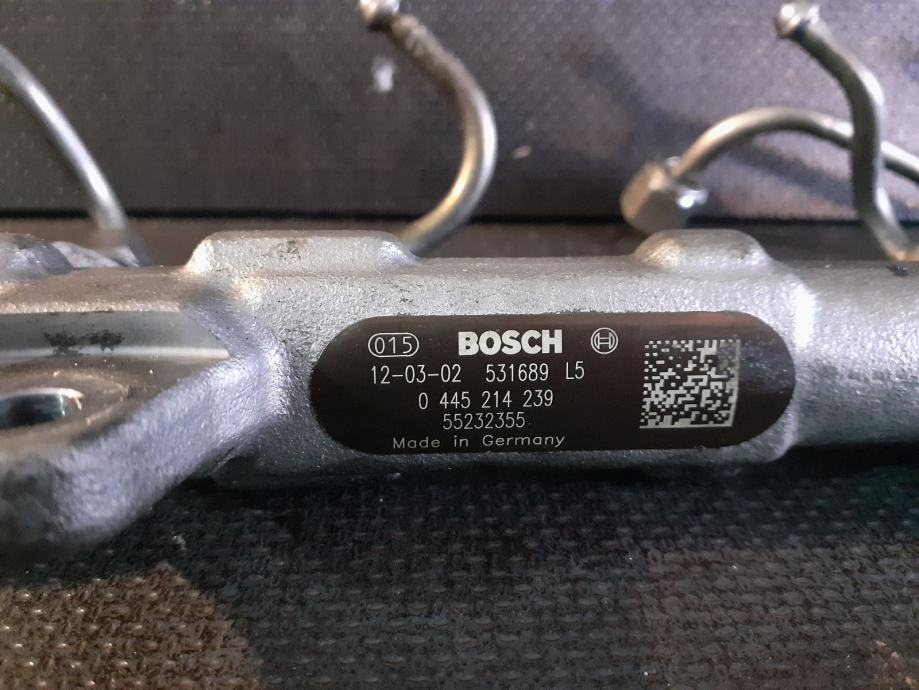 015 BOSCH
12-03-02 531689 L5
0 445 214 239
55232355
Made in Germany